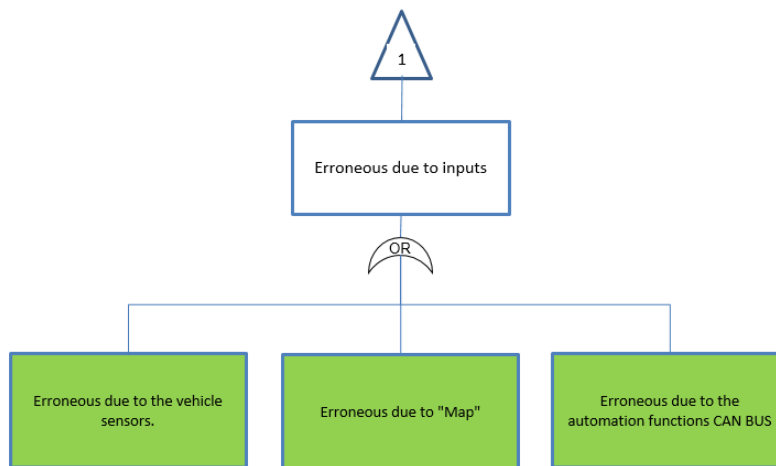 1
Erroneous due to inputs
OR
Erroneous due to the vehicle
sensors.
Erroneous due to "Map"
Erroneous due to the
automation functions CAN BUS